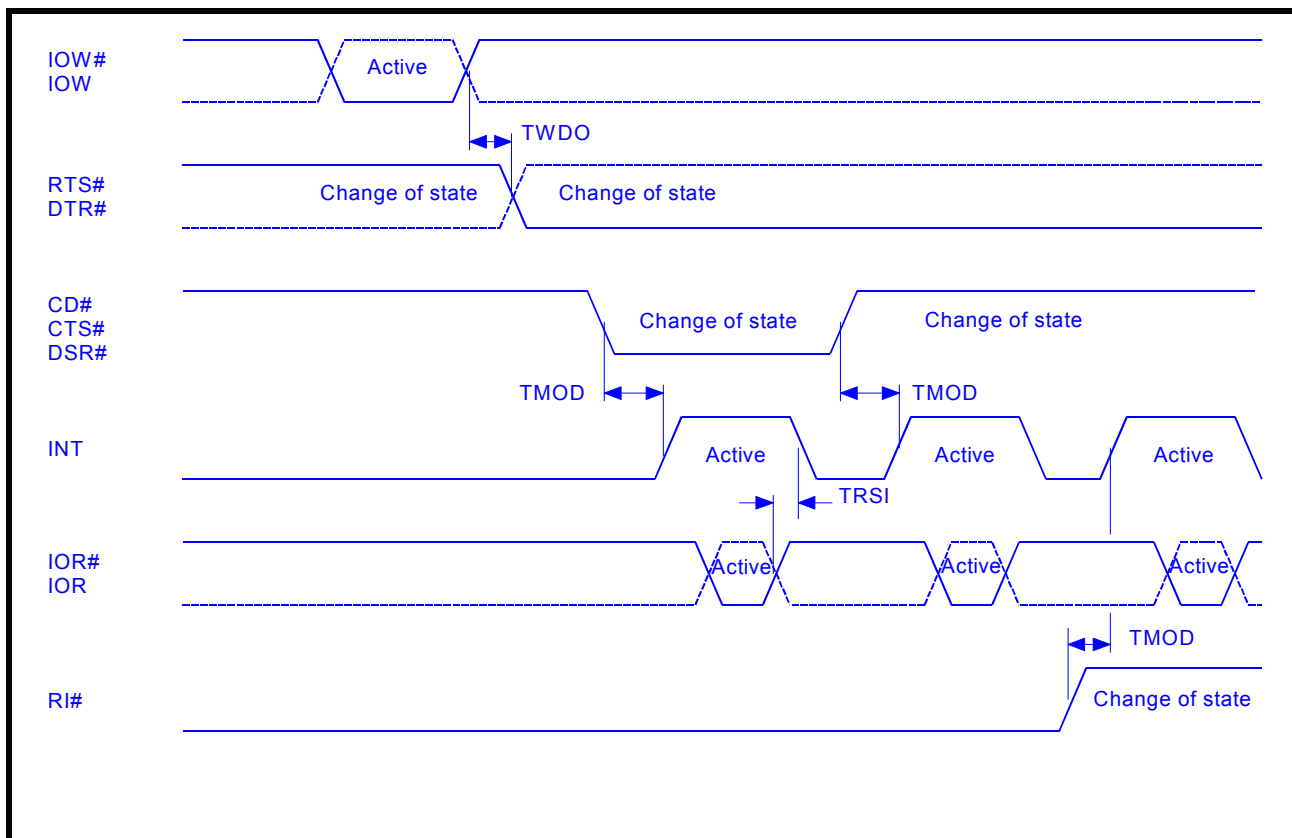 IOW#
IOW
Active
TWDO
RTS#
DTR#
Change of state
Change of state
CD#
CTS#
DSR#
Change of state
Change of state
TMOD
TMOD
INT
Active
Active
Active
TRSI
IOR#
IOR
Active
Active
Active
TMOD
RI#
Change of state